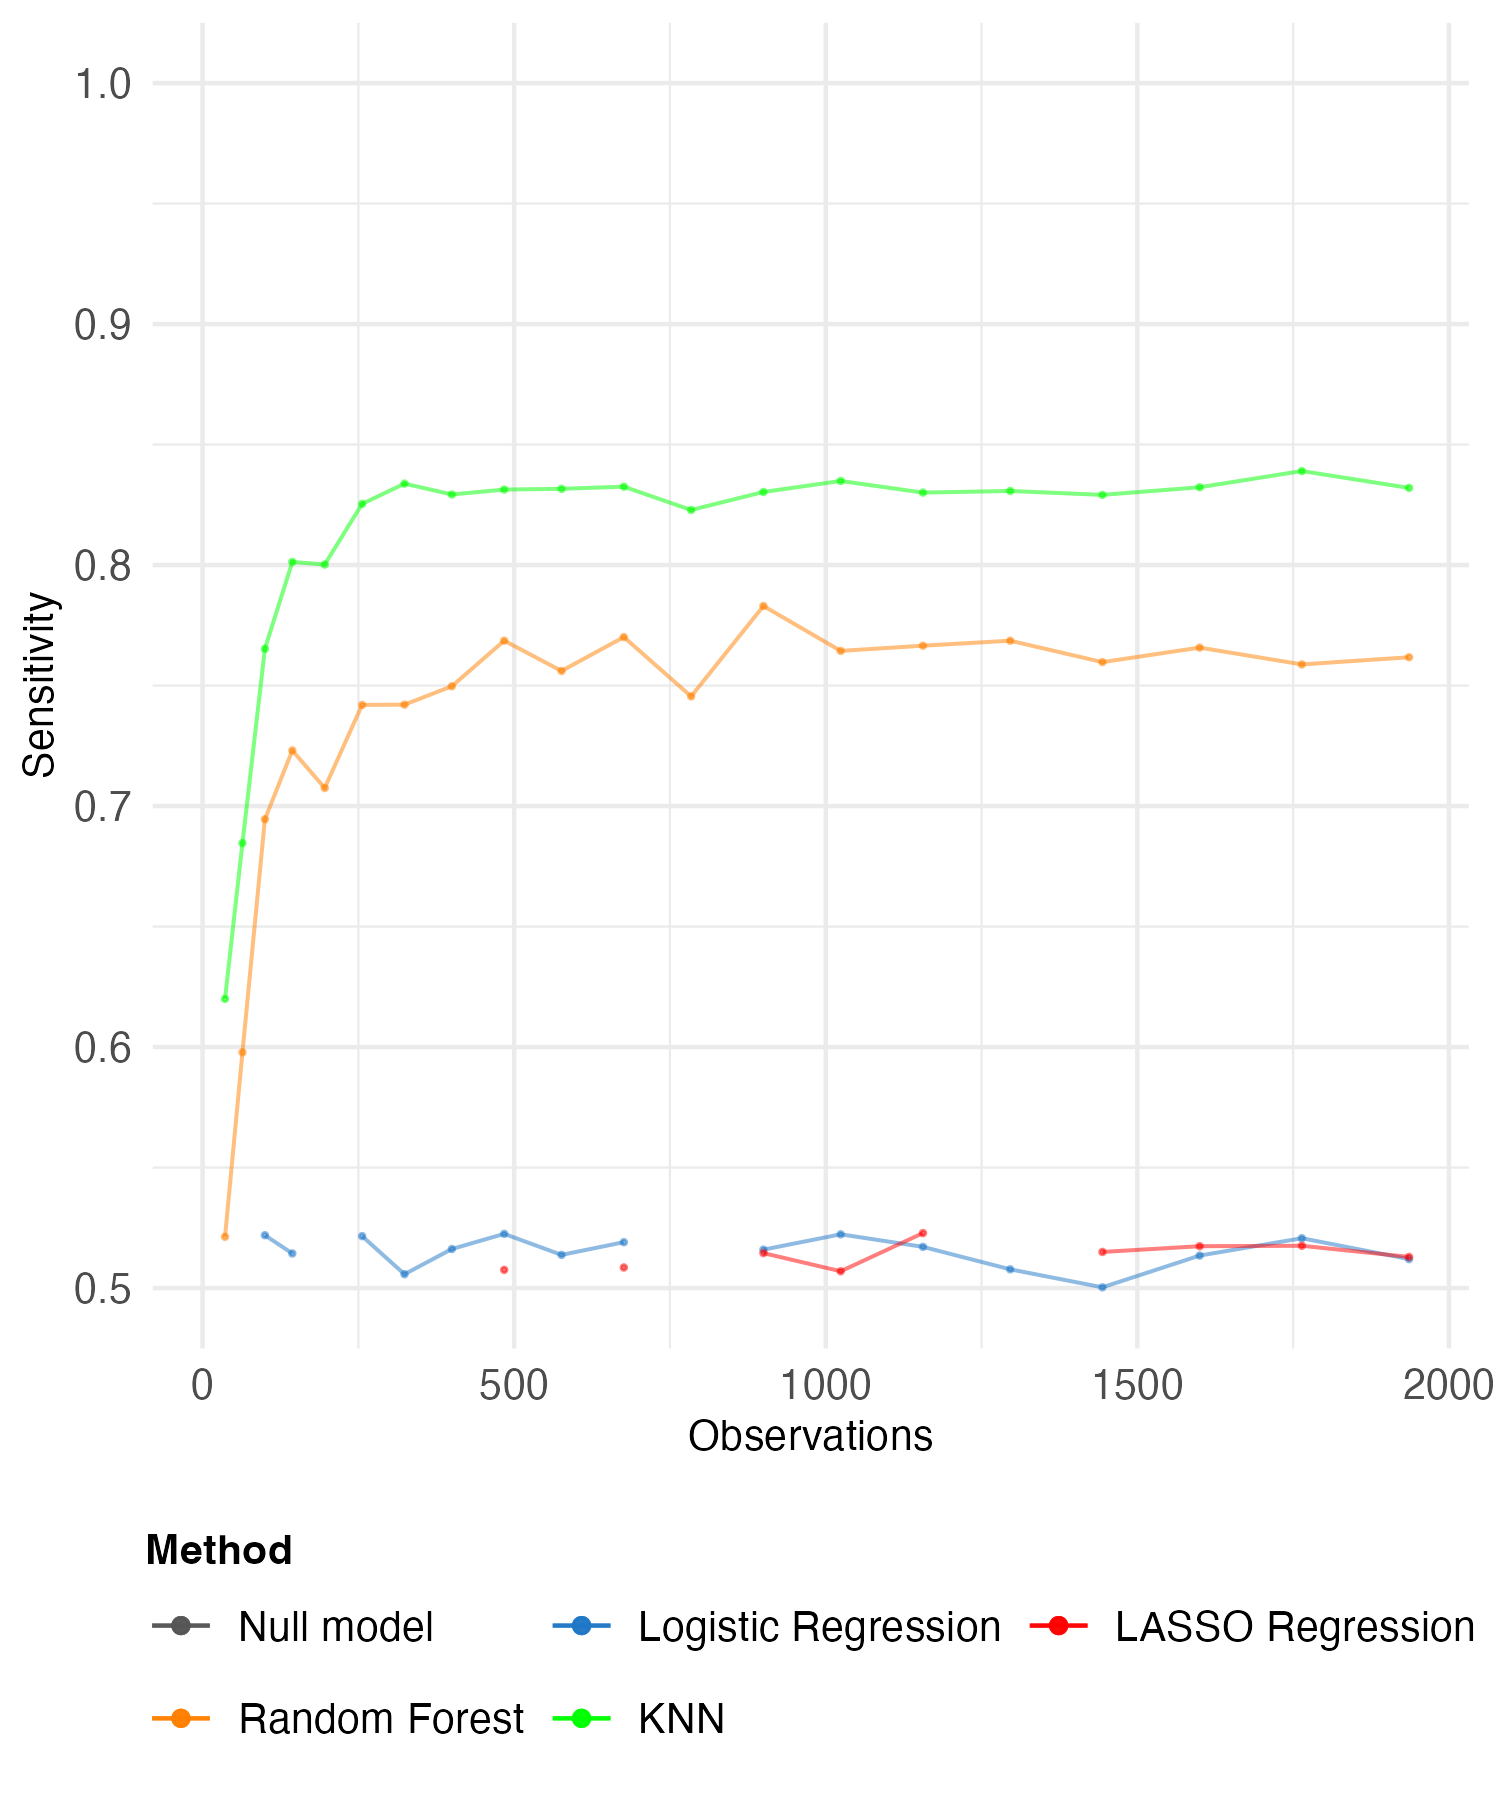 1.0
0.9
0.8
0.7
0.6
0.5
Sensitivity
0 500 1000 1500 2000
Observations
Method
Null model Logistic Regression LASSO Regression
Random Forest KNN